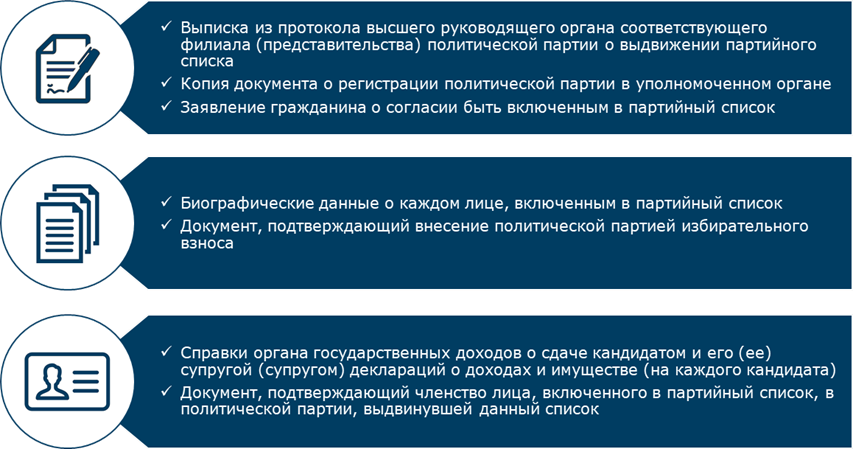 Выписка из протокола высшего руководящего органа соответствующего
филиала (представительства) политической партии о выдвижении партийного
списка
Копия документа о регистрации политической партии в уполномоченном органе
Заявление гражданина о согласии быть включенным в партийный список
Биографические данные о каждом лице, включенным в партийный список
Документ, подтверждающий внесение политической партией избирательного
взноса
Справки органа государственных доходов о сдаче кандидатом и его (ее)
супругой (супругом) деклараций о доходах и имуществе (на каждого кандидата)
Документ, подтверждающий членство лица, включенного в партийный список, в
политической партии, выдвинувшей данный список